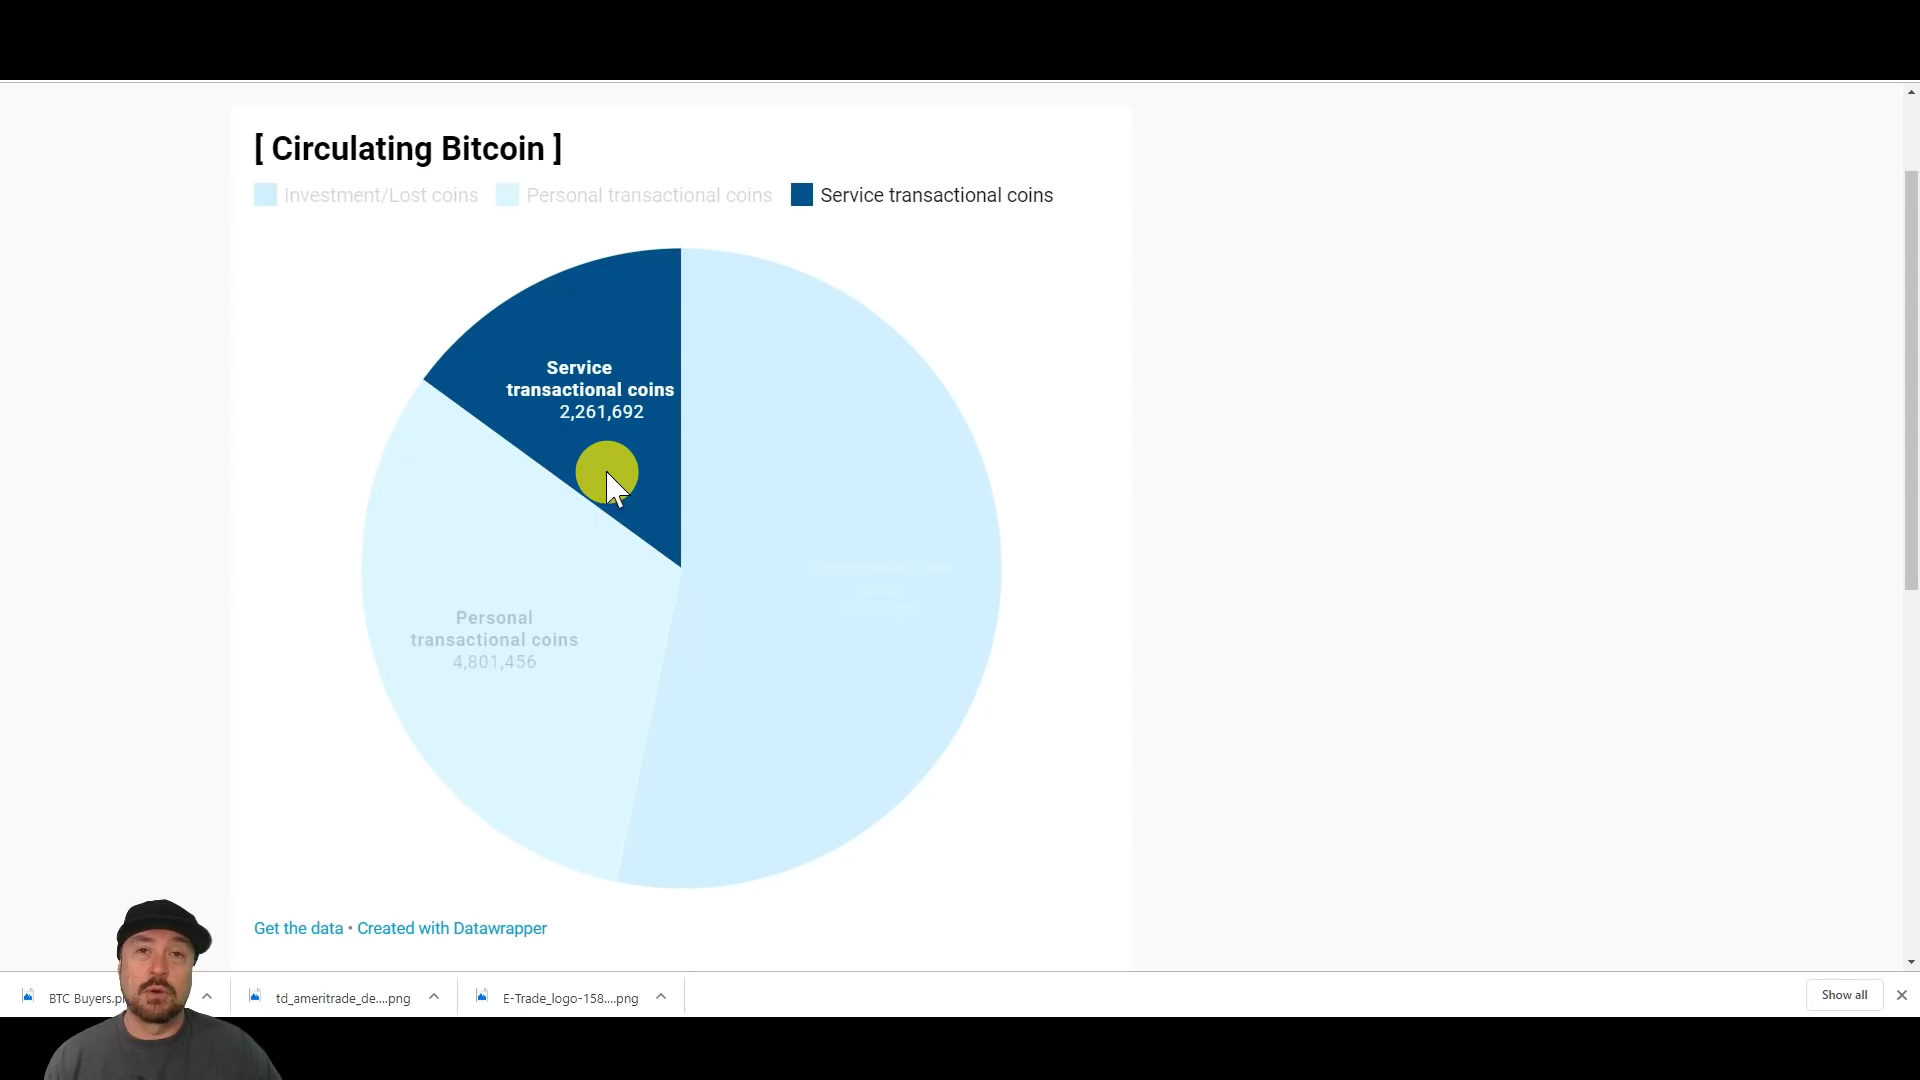 [ Circulating Bitcoin ]
Investment/Lost coins Personal transactional coins Service transactional coins
Service
transactional coins
2,261,692
Personal
transactional coins
4,801,456
Get the data • Created with Datawrapper
BTC Buyers.p td_ameritrade_de....png E-Trade_logo-158....png Show all